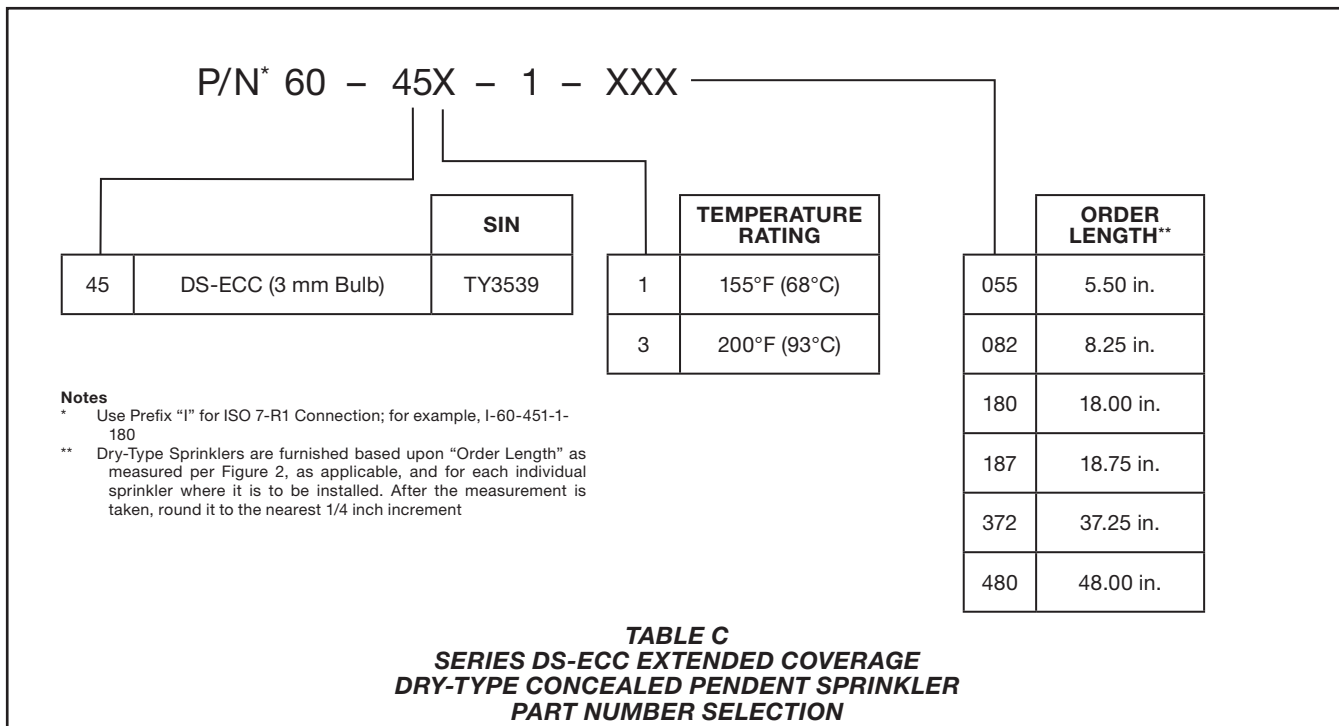 P/N* 60 – 45X – 1 – XXX
SIN
45 DS-ECC (3 mm Bulb) TY3539
TEMPERATURE
RATING
1 155°F (68°C)
3 200°F (93°C)
ORDER
LENGTH**
055 5.50 in.
082 8.25 in.
180 18.00 in.
187 18.75 in.
372 37.25 in.
480 48.00 in.
Notes
* Use Prefix “I” for ISO 7-R1 Connection; for example, I-60-451-1-
180
** Dry-Type Sprinklers are furnished based upon “Order Length” as
measured per Figure 2, as applicable, and for each individual
sprinkler where it is to be installed. After the measurement is
taken, round it to the nearest 1/4 inch increment
TABLE C
SERIES DS-ECC EXTENDED COVERAGE
DRY-TYPE CONCEALED PENDENT SPRINKLER
PART NUMBER SELECTION